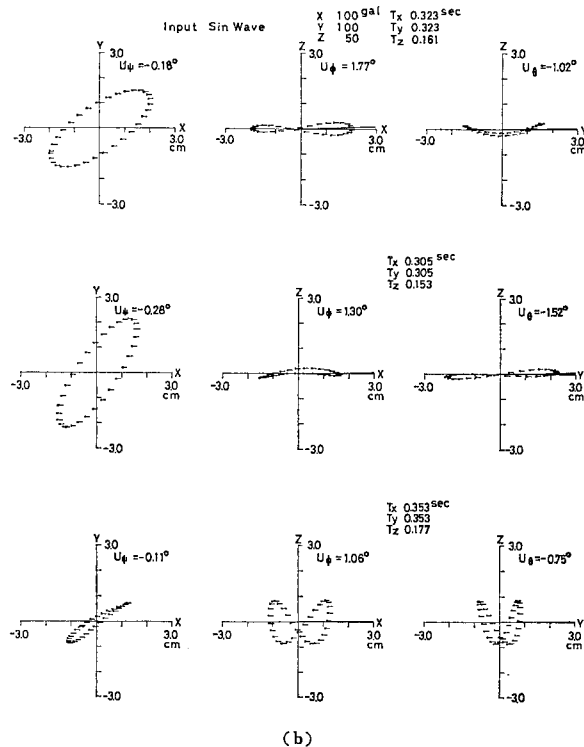 Input Sin Wave
X 100 gal Tx 0.323 sec
Y 100 Ty 0.323
Z 50 Tz 0.161
Y
3.0
Uψ=-0.18°
-3.0
X
3.0
cm
-3.0
Z
3.0
Uϕ=1.77°
-3.0
X
3.0
cm
-3.0
Z
3.0
Uθ=-1.02°
-3.0
Y
3.0
cm
-3.0
Tx 0.305 sec
Ty 0.305
Tz 0.153
Y
3.0
Uψ=-0.28°
-3.0
X
3.0
cm
-3.0
Z
3.0
Uϕ=1.30°
-3.0
X
3.0
cm
-3.0
Z
3.0
Uθ=-1.52°
-3.0
Y
3.0
cm
-3.0
Tx 0.353 sec
Ty 0.353
Tz 0.177
Y
3.0
Uψ=-0.11°
-3.0
X
3.0
cm
-3.0
Z
3.0
Uϕ=1.06°
-3.0
X
3.0
cm
-3.0
Z
3.0
Uθ=-0.75°
-3.0
Y
3.0
cm
-3.0
(b)